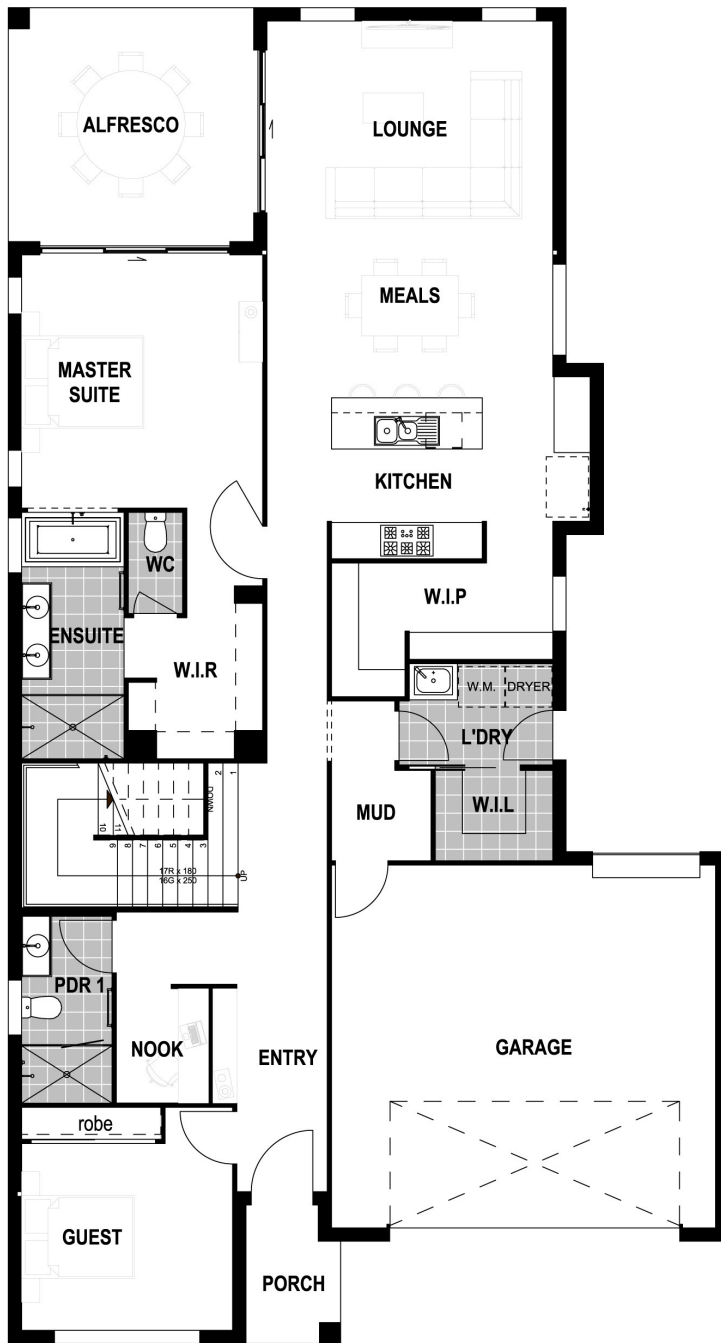 ALFRESCO
LOUNGE
MEALS
MASTER
SUITE
KITCHEN
WC
W.I.P
ENSUITE
W.I.R
W.M.
DRYER
L'DRY
MUD
W.I.L
1
2
DOWN
11
10
9
8
7
6
5
4
3
17R x 180
16G x 250
UP
PDR 1
NOOK
ENTRY
GARAGE
robe
GUEST
PORCH